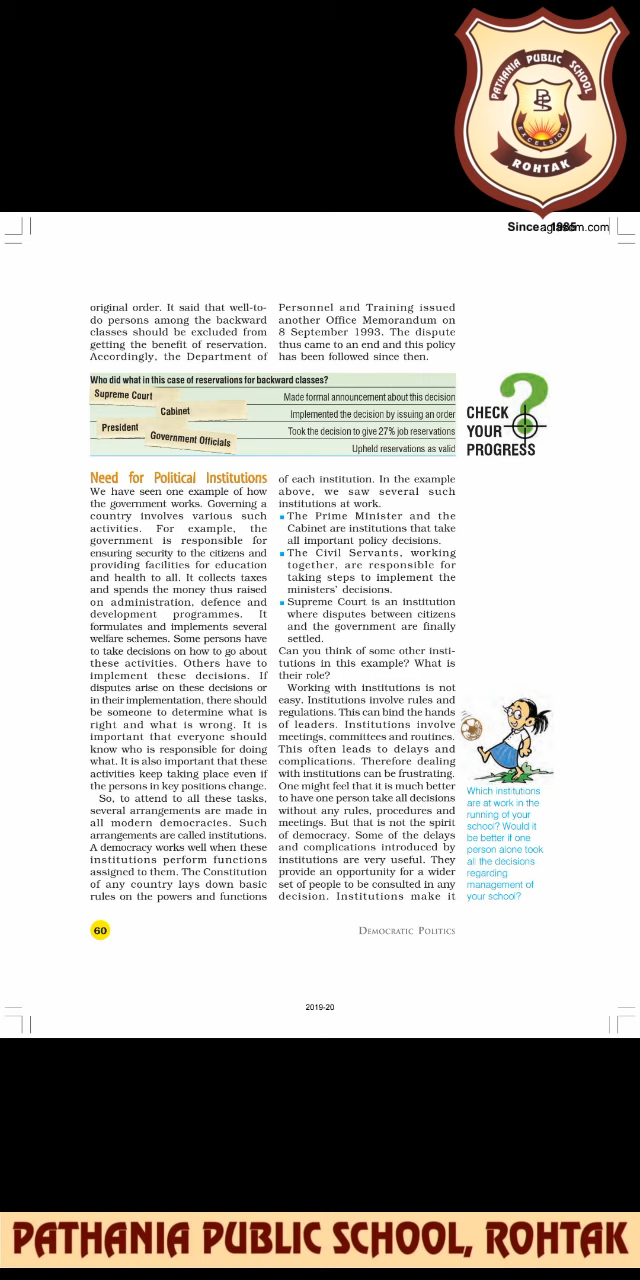 PATHANIA PUBLIC SCHOOL
PPS
EXCELSIOR
ROHTAK
Since 1985
aglasem.com
original order. It said that well-to-
do persons among the backward
classes should be excluded from
getting the benefit of reservation.
Accordingly, the Department of
Personnel and Training issued
another Office Memorandum on
8 September 1993. The dispute
thus came to an end and this policy
has been followed since then.
Who did what in this case of reservations for backward classes?
Supreme Court
Made formal announcement about this decision
Cabinet
Implemented the decision by issuing an order
President
Took the decision to give 27% job reservations
Government Officials
Upheld reservations as valid
CHECK
YOUR
PROGRESS
Need for Political Institutions
We have seen one example of how
the government works. Governing a
country involves various such
activities. For example, the
government is responsible for
ensuring security to the citizens and
providing facilities for education
and health to all. It collects taxes
and spends the money thus raised
on administration, defence and
development programmes. It
formulates and implements several
welfare schemes. Some persons have
to take decisions on how to go about
these activities. Others have to
implement these decisions. If
disputes arise on these decisions or
in their implementation, there should
be someone to determine what is
right and what is wrong. It is
important that everyone should
know who is responsible for doing
what. It is also important that these
activities keep taking place even if
the persons in key positions change.
So, to attend to all these tasks,
several arrangements are made in
all modern democracies. Such
arrangements are called institutions.
A democracy works well when these
institutions perform functions
assigned to them. The Constitution
of any country lays down basic
rules on the powers and functions
of each institution. In the example
above, we saw several such
institutions at work.
The Prime Minister and the
Cabinet are institutions that take
all important policy decisions.
The Civil Servants, working
together, are responsible for
taking steps to implement the
ministers' decisions.
Supreme Court is an institution
where disputes between citizens
and the government are finally
settled.
Can you think of some other insti-
tutions in this example? What is
their role?
Working with institutions is not
easy. Institutions involve rules and
regulations. This can bind the hands
of leaders. Institutions involve
meetings, committees and routines.
This often leads to delays and
complications. Therefore dealing
with institutions can be frustrating.
One might feel that it is much better
to have one person take all decisions
without any rules, procedures and
meetings. But that is not the spirit
of democracy. Some of the delays
and complications introduced by
institutions are very useful. They
provide an opportunity for a wider
set of people to be consulted in any
decision. Institutions make it
Which institutions
are at work in the
running of your
school? Would it
be better if one
person alone took
all the decisions
regarding
management of
your school?
60
DEMOCRATIC POLITICS
2019-20
PATHANIA PUBLIC SCHOOL, ROHTAK